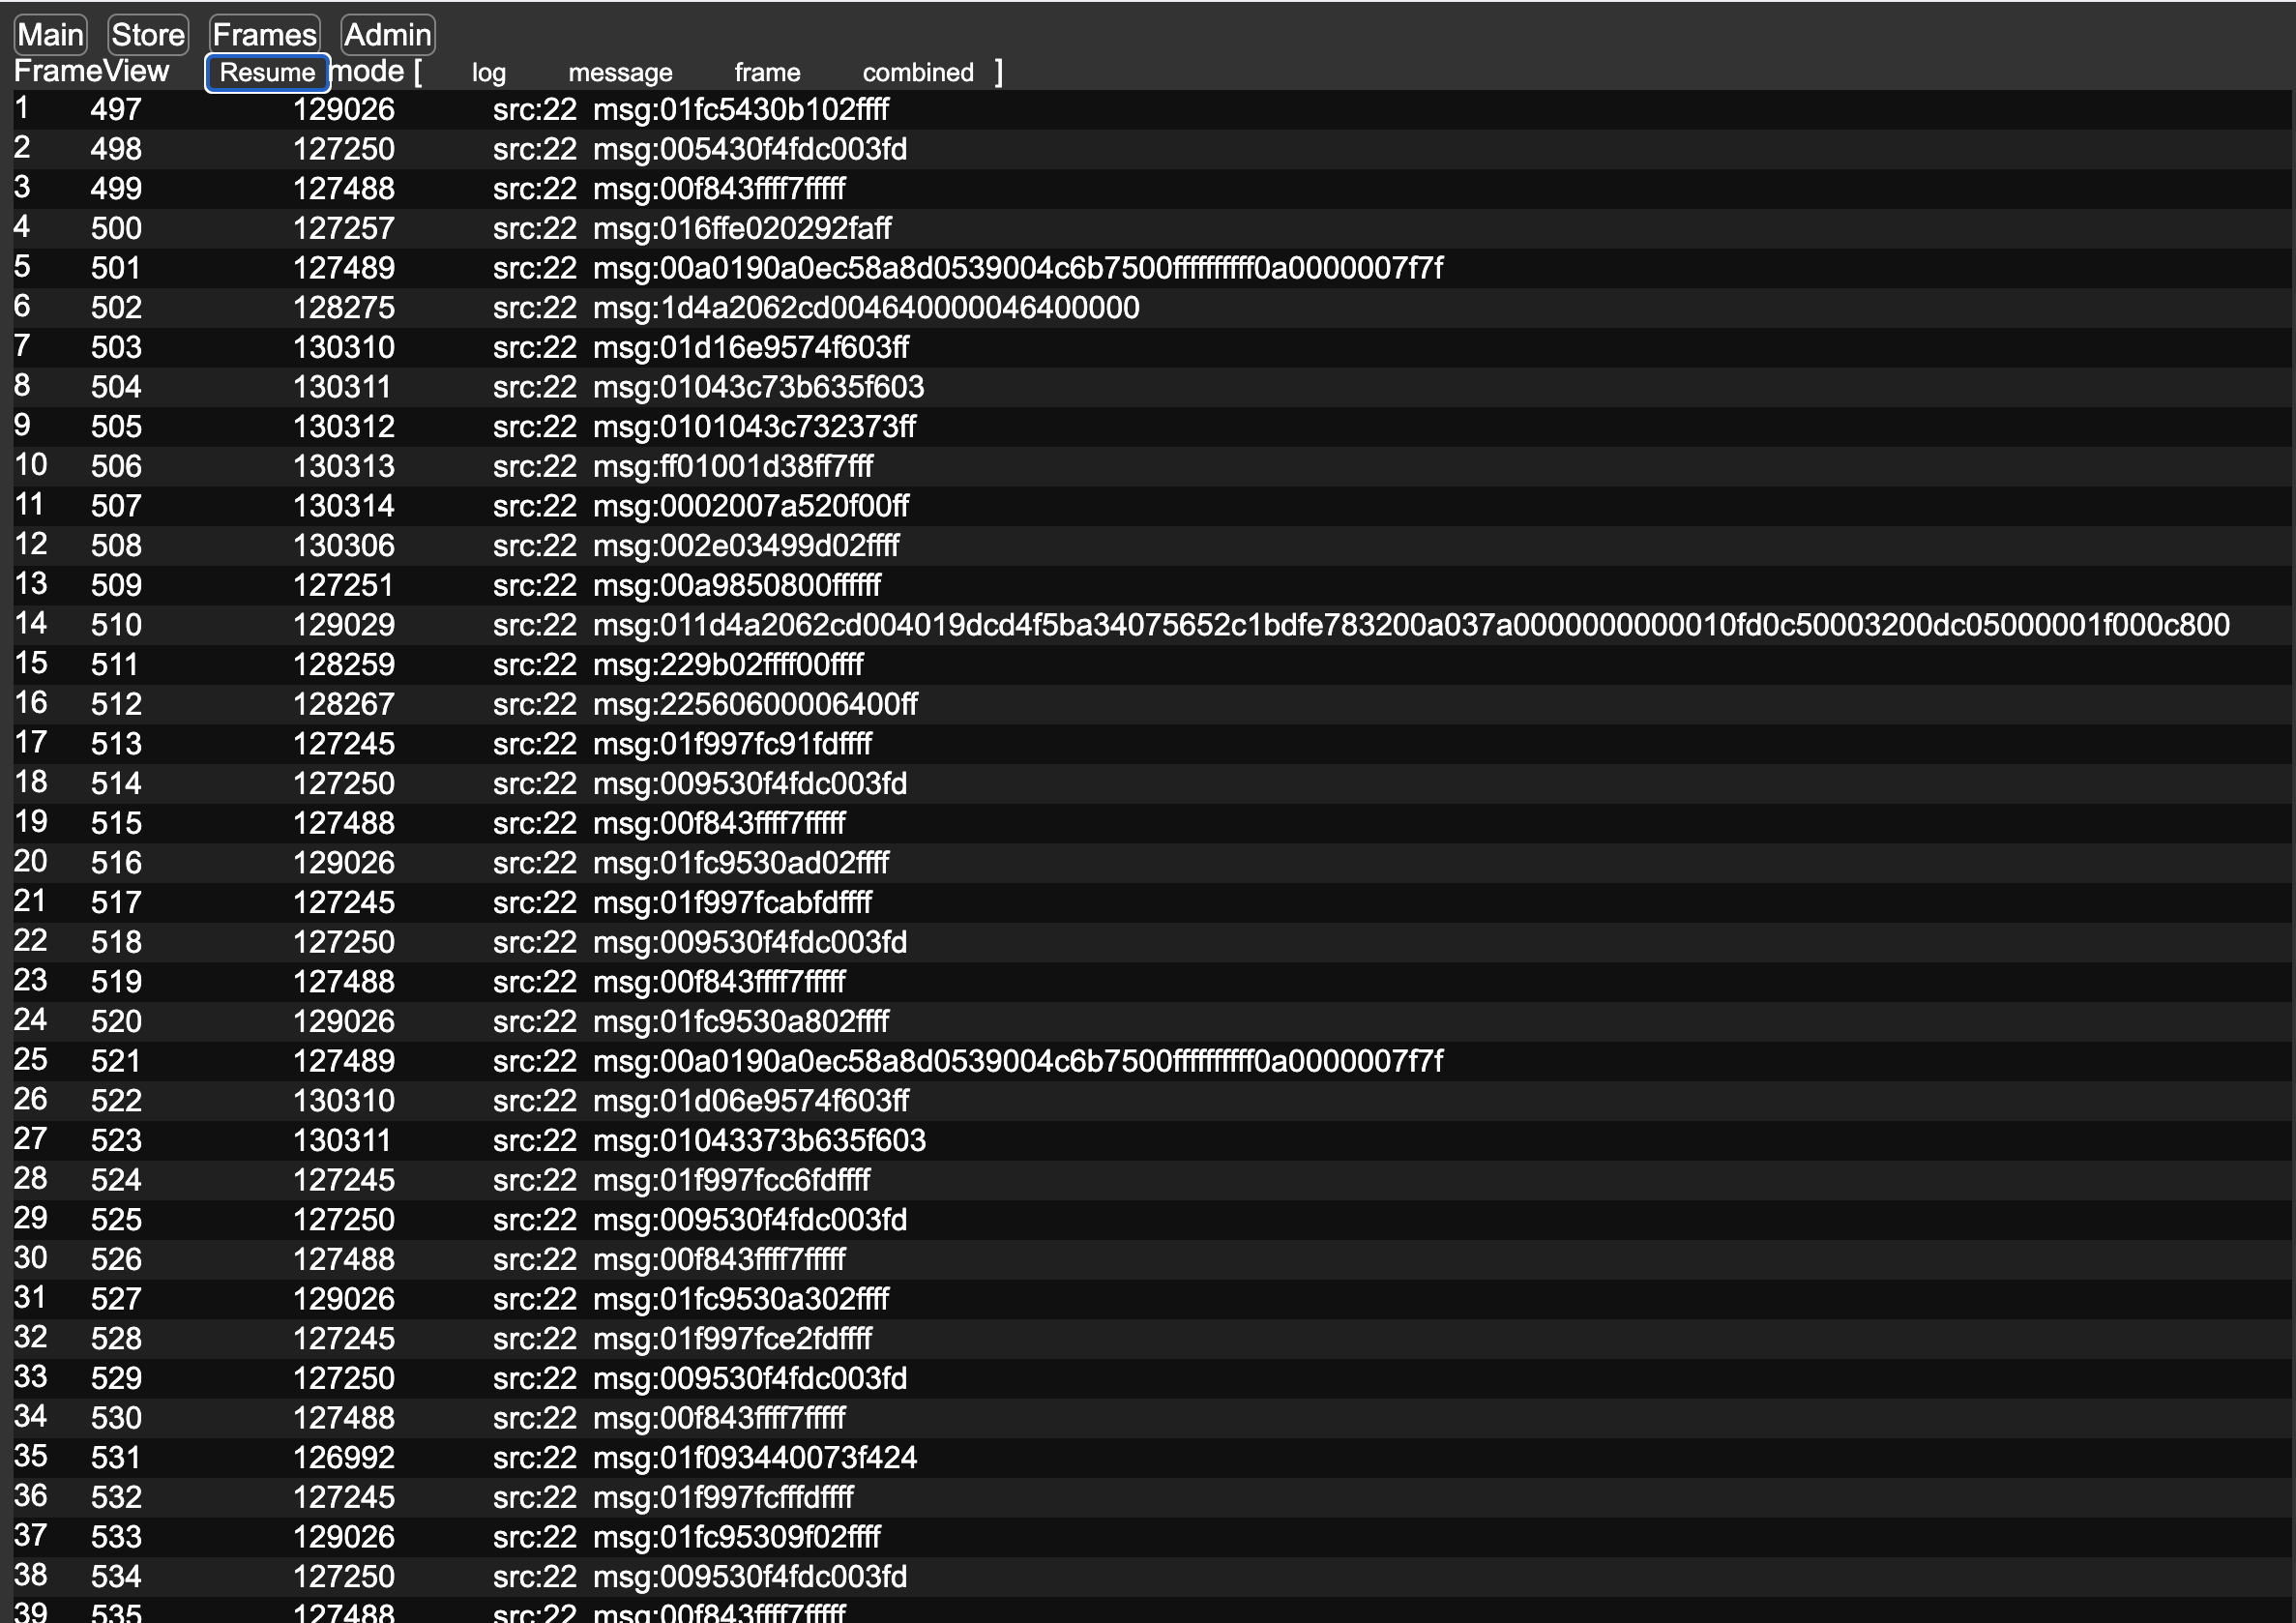 Main Store Frames Admin
FrameView Resume mode [ log message frame combined ]
1 497 129026 src:22 msg:01fc5430b102ffff
2 498 127250 src:22 msg:005430f4fdc003fd
3 499 127488 src:22 msg:00f843ffff7fffff
4 500 127257 src:22 msg:016ffe020292faff
5 501 127489 src:22 msg:00a0190a0ec58a8d0539004c6b7500ffffffffff0a0000007f7f
6 502 128275 src:22 msg:1d4a2062cd004640000046400000
7 503 130310 src:22 msg:01d16e9574f603ff
8 504 130311 src:22 msg:01043c73b635f603
9 505 130312 src:22 msg:0101043c732373ff
10 506 130313 src:22 msg:ff01001d38ff7fff
11 507 130314 src:22 msg:0002007a520f00ff
12 508 130306 src:22 msg:002e03499d02ffff
13 509 127251 src:22 msg:00a9850800ffffff
14 510 129029 src:22 msg:011d4a2062cd004019dcd4f5ba34075652c1bdfe783200a037a0000000000010fd0c50003200dc05000001f000c800
15 511 128259 src:22 msg:229b02ffff00ffff
16 512 128267 src:22 msg:22560600006400ff
17 513 127245 src:22 msg:01f997fc91fdffff
18 514 127250 src:22 msg:009530f4fdc003fd
19 515 127488 src:22 msg:00f843ffff7fffff
20 516 129026 src:22 msg:01fc9530ad02ffff
21 517 127245 src:22 msg:01f997fcabfdffff
22 518 127250 src:22 msg:009530f4fdc003fd
23 519 127488 src:22 msg:00f843ffff7fffff
24 520 129026 src:22 msg:01fc9530a802ffff
25 521 127489 src:22 msg:00a0190a0ec58a8d0539004c6b7500ffffffffff0a0000007f7f
26 522 130310 src:22 msg:01d06e9574f603ff
27 523 130311 src:22 msg:01043373b635f603
28 524 127245 src:22 msg:01f997fcc6fdffff
29 525 127250 src:22 msg:009530f4fdc003fd
30 526 127488 src:22 msg:00f843ffff7fffff
31 527 129026 src:22 msg:01fc9530a302ffff
32 528 127245 src:22 msg:01f997fce2fdffff
33 529 127250 src:22 msg:009530f4fdc003fd
34 530 127488 src:22 msg:00f843ffff7fffff
35 531 126992 src:22 msg:01f093440073f424
36 532 127245 src:22 msg:01f997fcfffdffff
37 533 129026 src:22 msg:01fc95309f02ffff
38 534 127250 src:22 msg:009530f4fdc003fd
39 535 127488 src:22 msg:00f843ffff7fffff